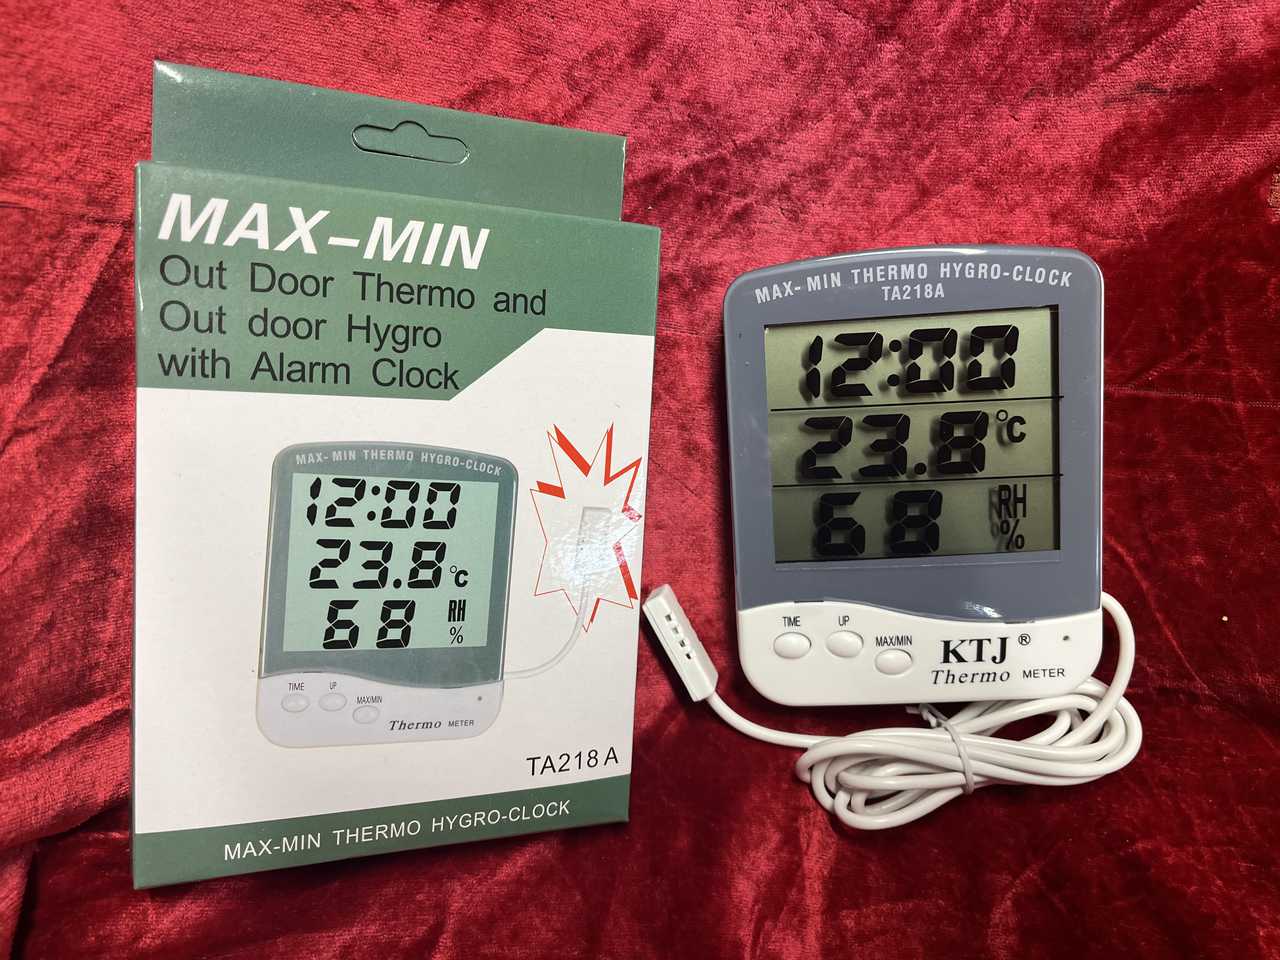 MAX-MIN
Out Door Thermo and
Out door Hygro
with Alarm Clock
MAX-MIN THERMO HYGRO-CLOCK
12:00
23.8 °C
68 RH %
TIME UP MAX/MIN
Thermo METER
TA218 A
MAX-MIN THERMO HYGRO-CLOCK
MAX-MIN THERMO HYGRO-CLOCK
TA218A
12:00
23.8 °C
68 RH %
TIME UP MAX/MIN
KTJ ®
Thermo METER